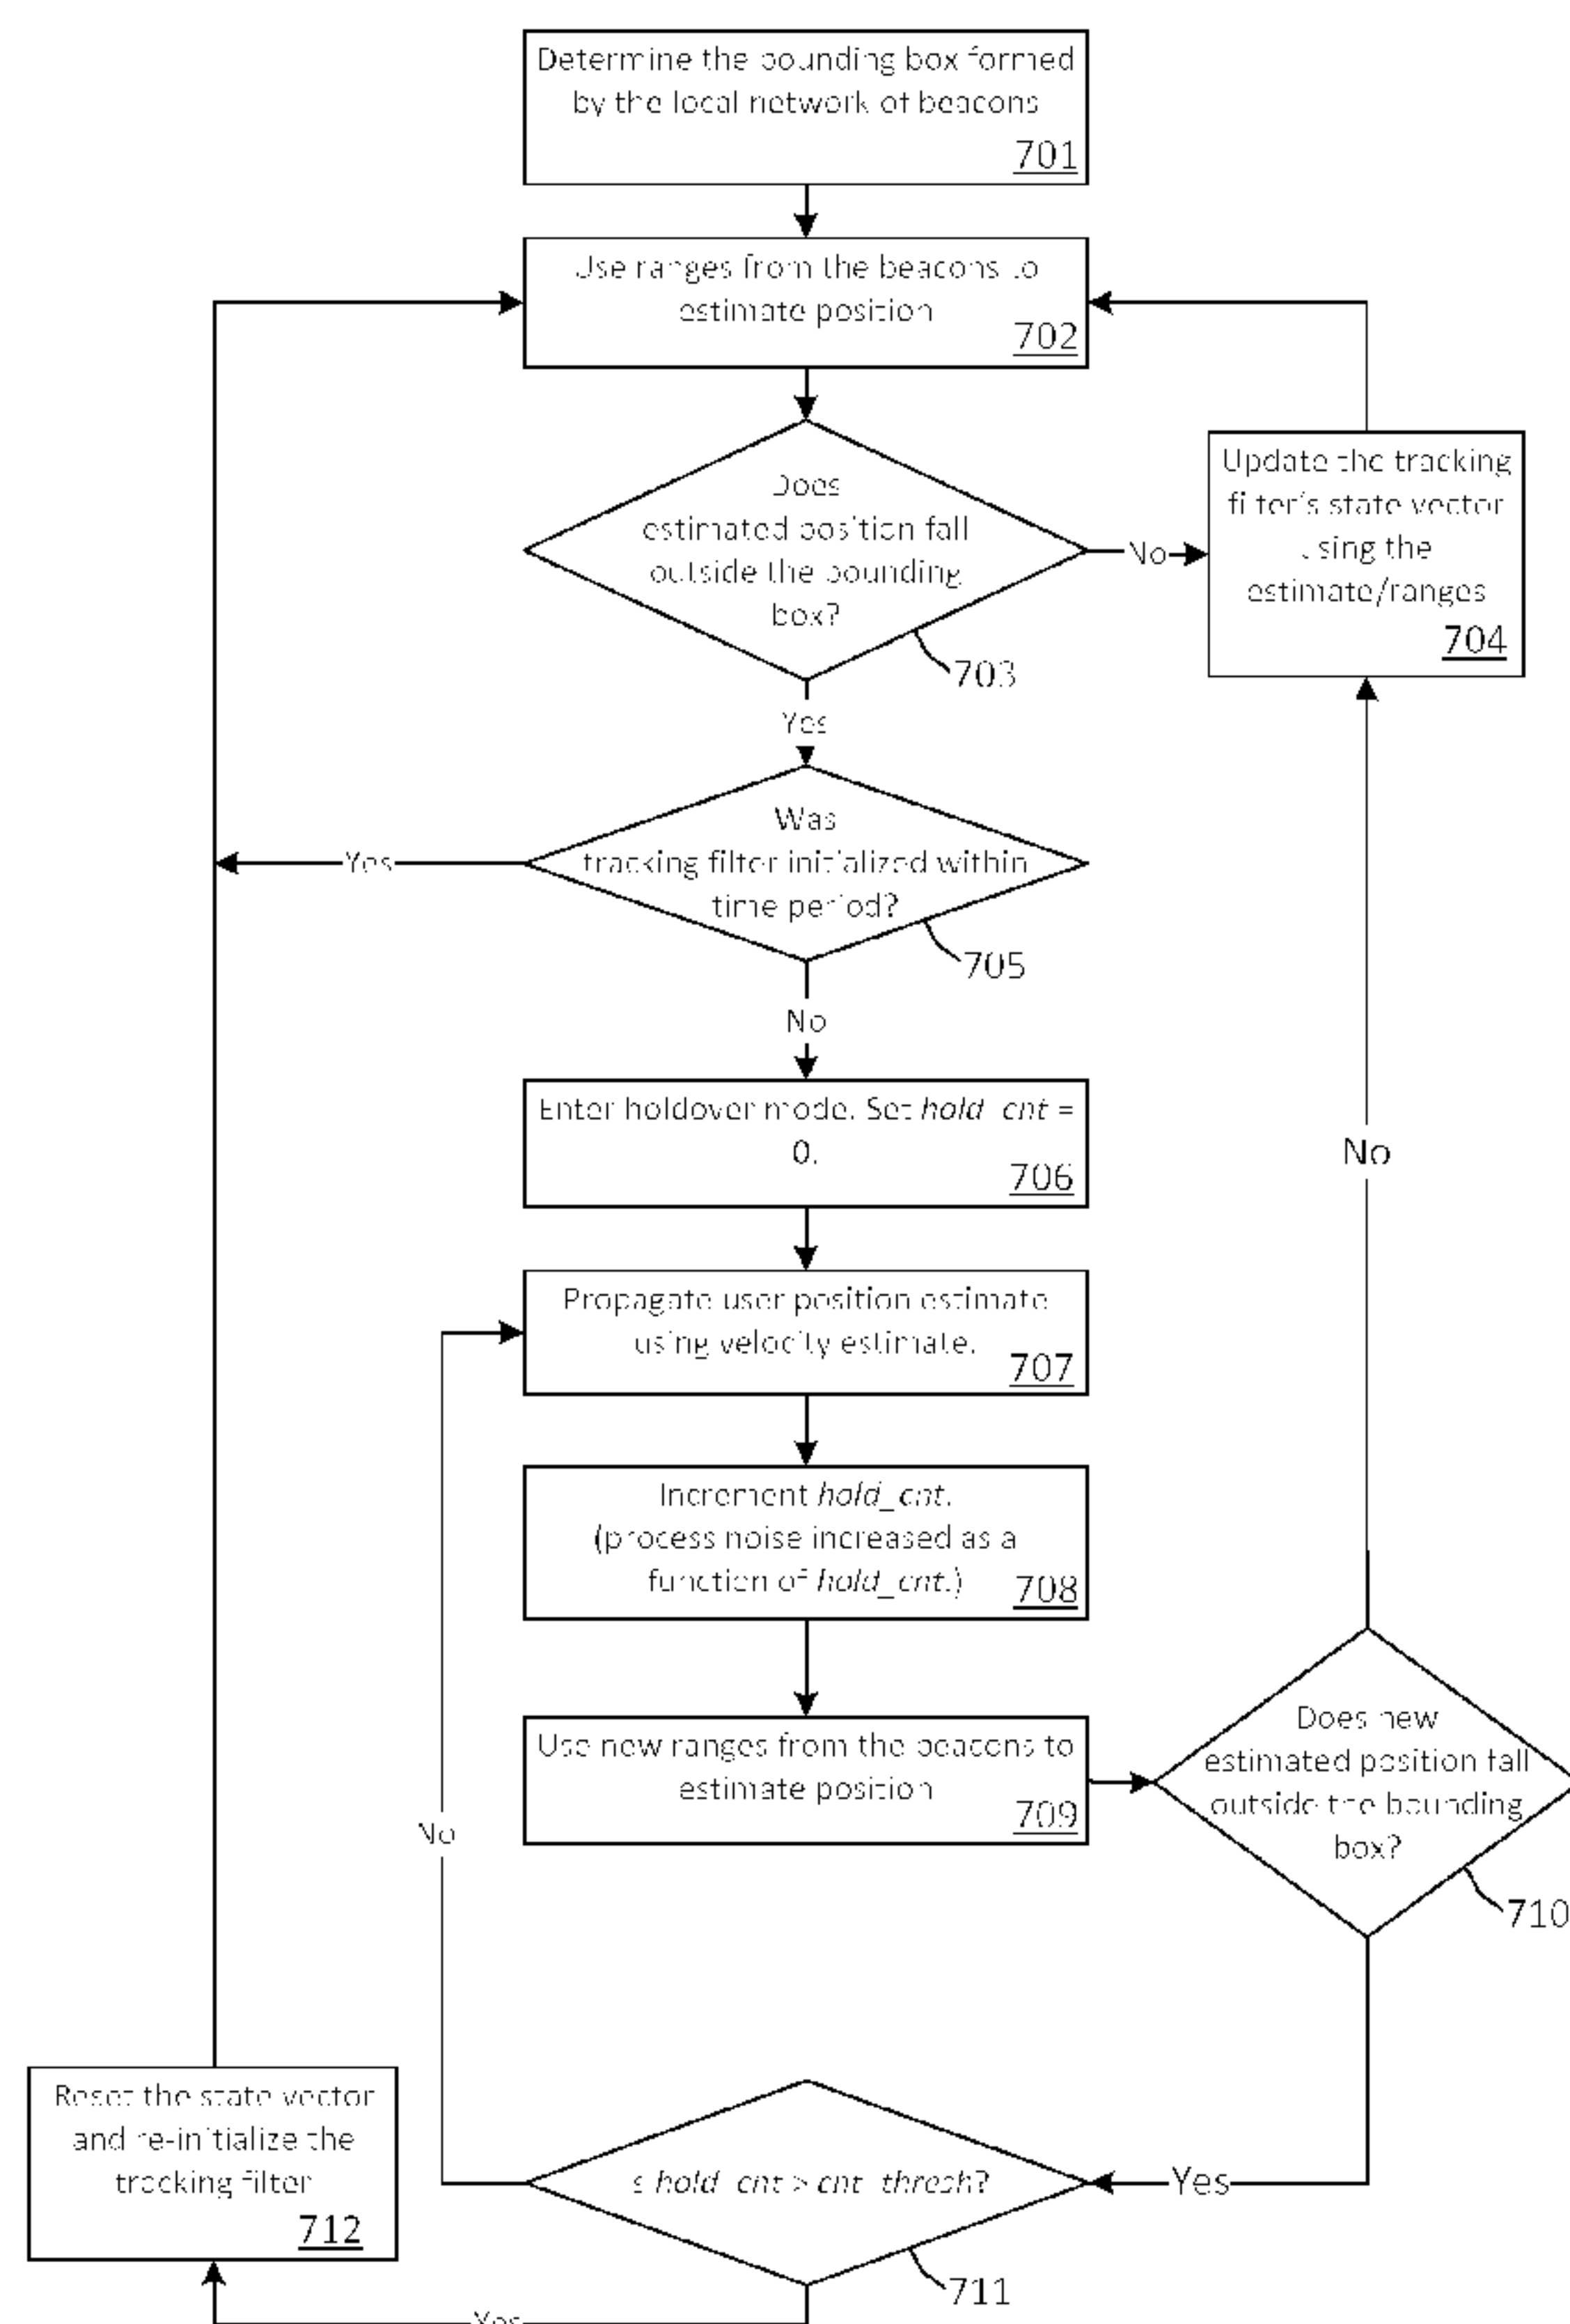 Determine the bounding box formed
by the local network of beacons
701
Use ranges from the beacons to
estimate position
702
Does
estimated position fall
outside the bounding
box?
703
No
Update the tracking
filter's state vector
using the
estimate/ranges
704
Yes
Was
tracking filter initialized within
time period?
705
Yes
No
Enter holdover mode. Set hold_cnt =
0.
706
No
Propagate user position estimate
using velocity estimate.
707
Increment hold_cnt.
(process noise increased as a
function of hold_cnt.)
708
Use new ranges from the beacons to
estimate position
709
Does new
estimated position fall
outside the bounding
box?
710
No
Yes
Is hold_cnt > cnt_thresh?
711
Reset the state vector
and re-initialize the
tracking filter
712
Yes